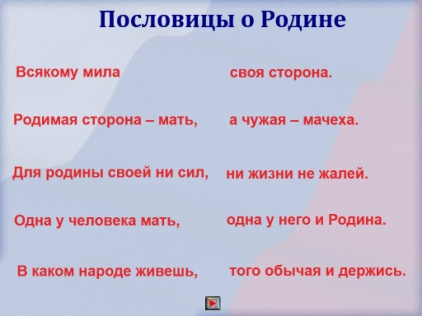 Пословицы о Родине
Всякому мила своя сторона.
Родимая сторона – мать, а чужая – мачеха.
Для родины своей ни сил, ни жизни не жалей.
Одна у человека мать, одна у него и Родина.
В каком народе живешь, того обычая и держись.